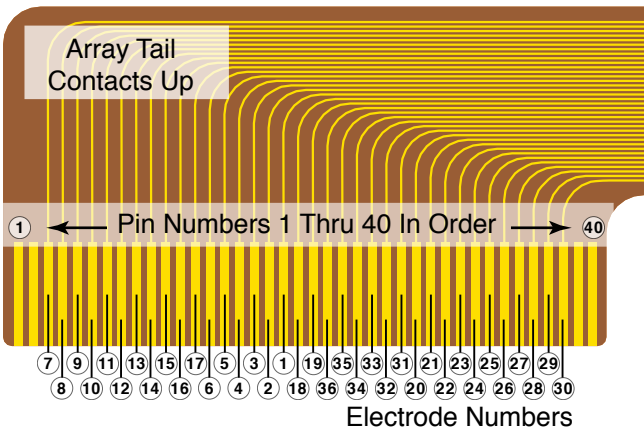 Array Tail
Contacts Up
1 Pin Numbers 1 Thru 40 In Order 40
7 9 11 13 15 17 5 3 1 19 35 33 31 21 23 25 27 29
8 10 12 14 16 6 4 2 18 36 34 32 20 22 24 26 28 30
Electrode Numbers